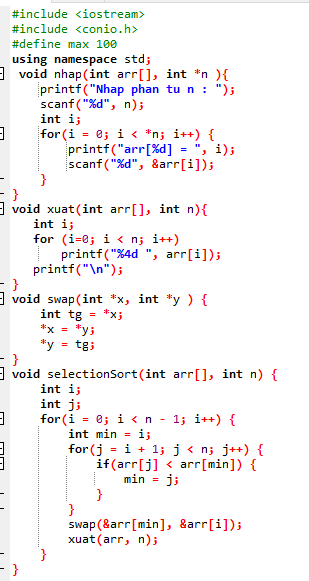 #include <iostream>
#include <conio.h>
#define max 100
using namespace std;
void nhap(int arr[], int *n ){
printf("Nhap phan tu n : ");
scanf("%d", n);
int i;
for(i = 0; i < *n; i++) {
printf("arr[%d] = ", i);
scanf("%d", &arr[i]);
}
}
void xuat(int arr[], int n){
int i;
for (i=0; i < n; i++)
printf("%4d ", arr[i]);
printf("\n");
}
void swap(int *x, int *y ) {
int tg = *x;
*x = *y;
*y = tg;
}
void selectionSort(int arr[], int n) {
int i;
int j;
for(i = 0; i < n - 1; i++) {
int min = i;
for(j = i + 1; j < n; j++) {
if(arr[j] < arr[min]) {
min = j;
}
}
swap(&arr[min], &arr[i]);
xuat(arr, n);
}
}